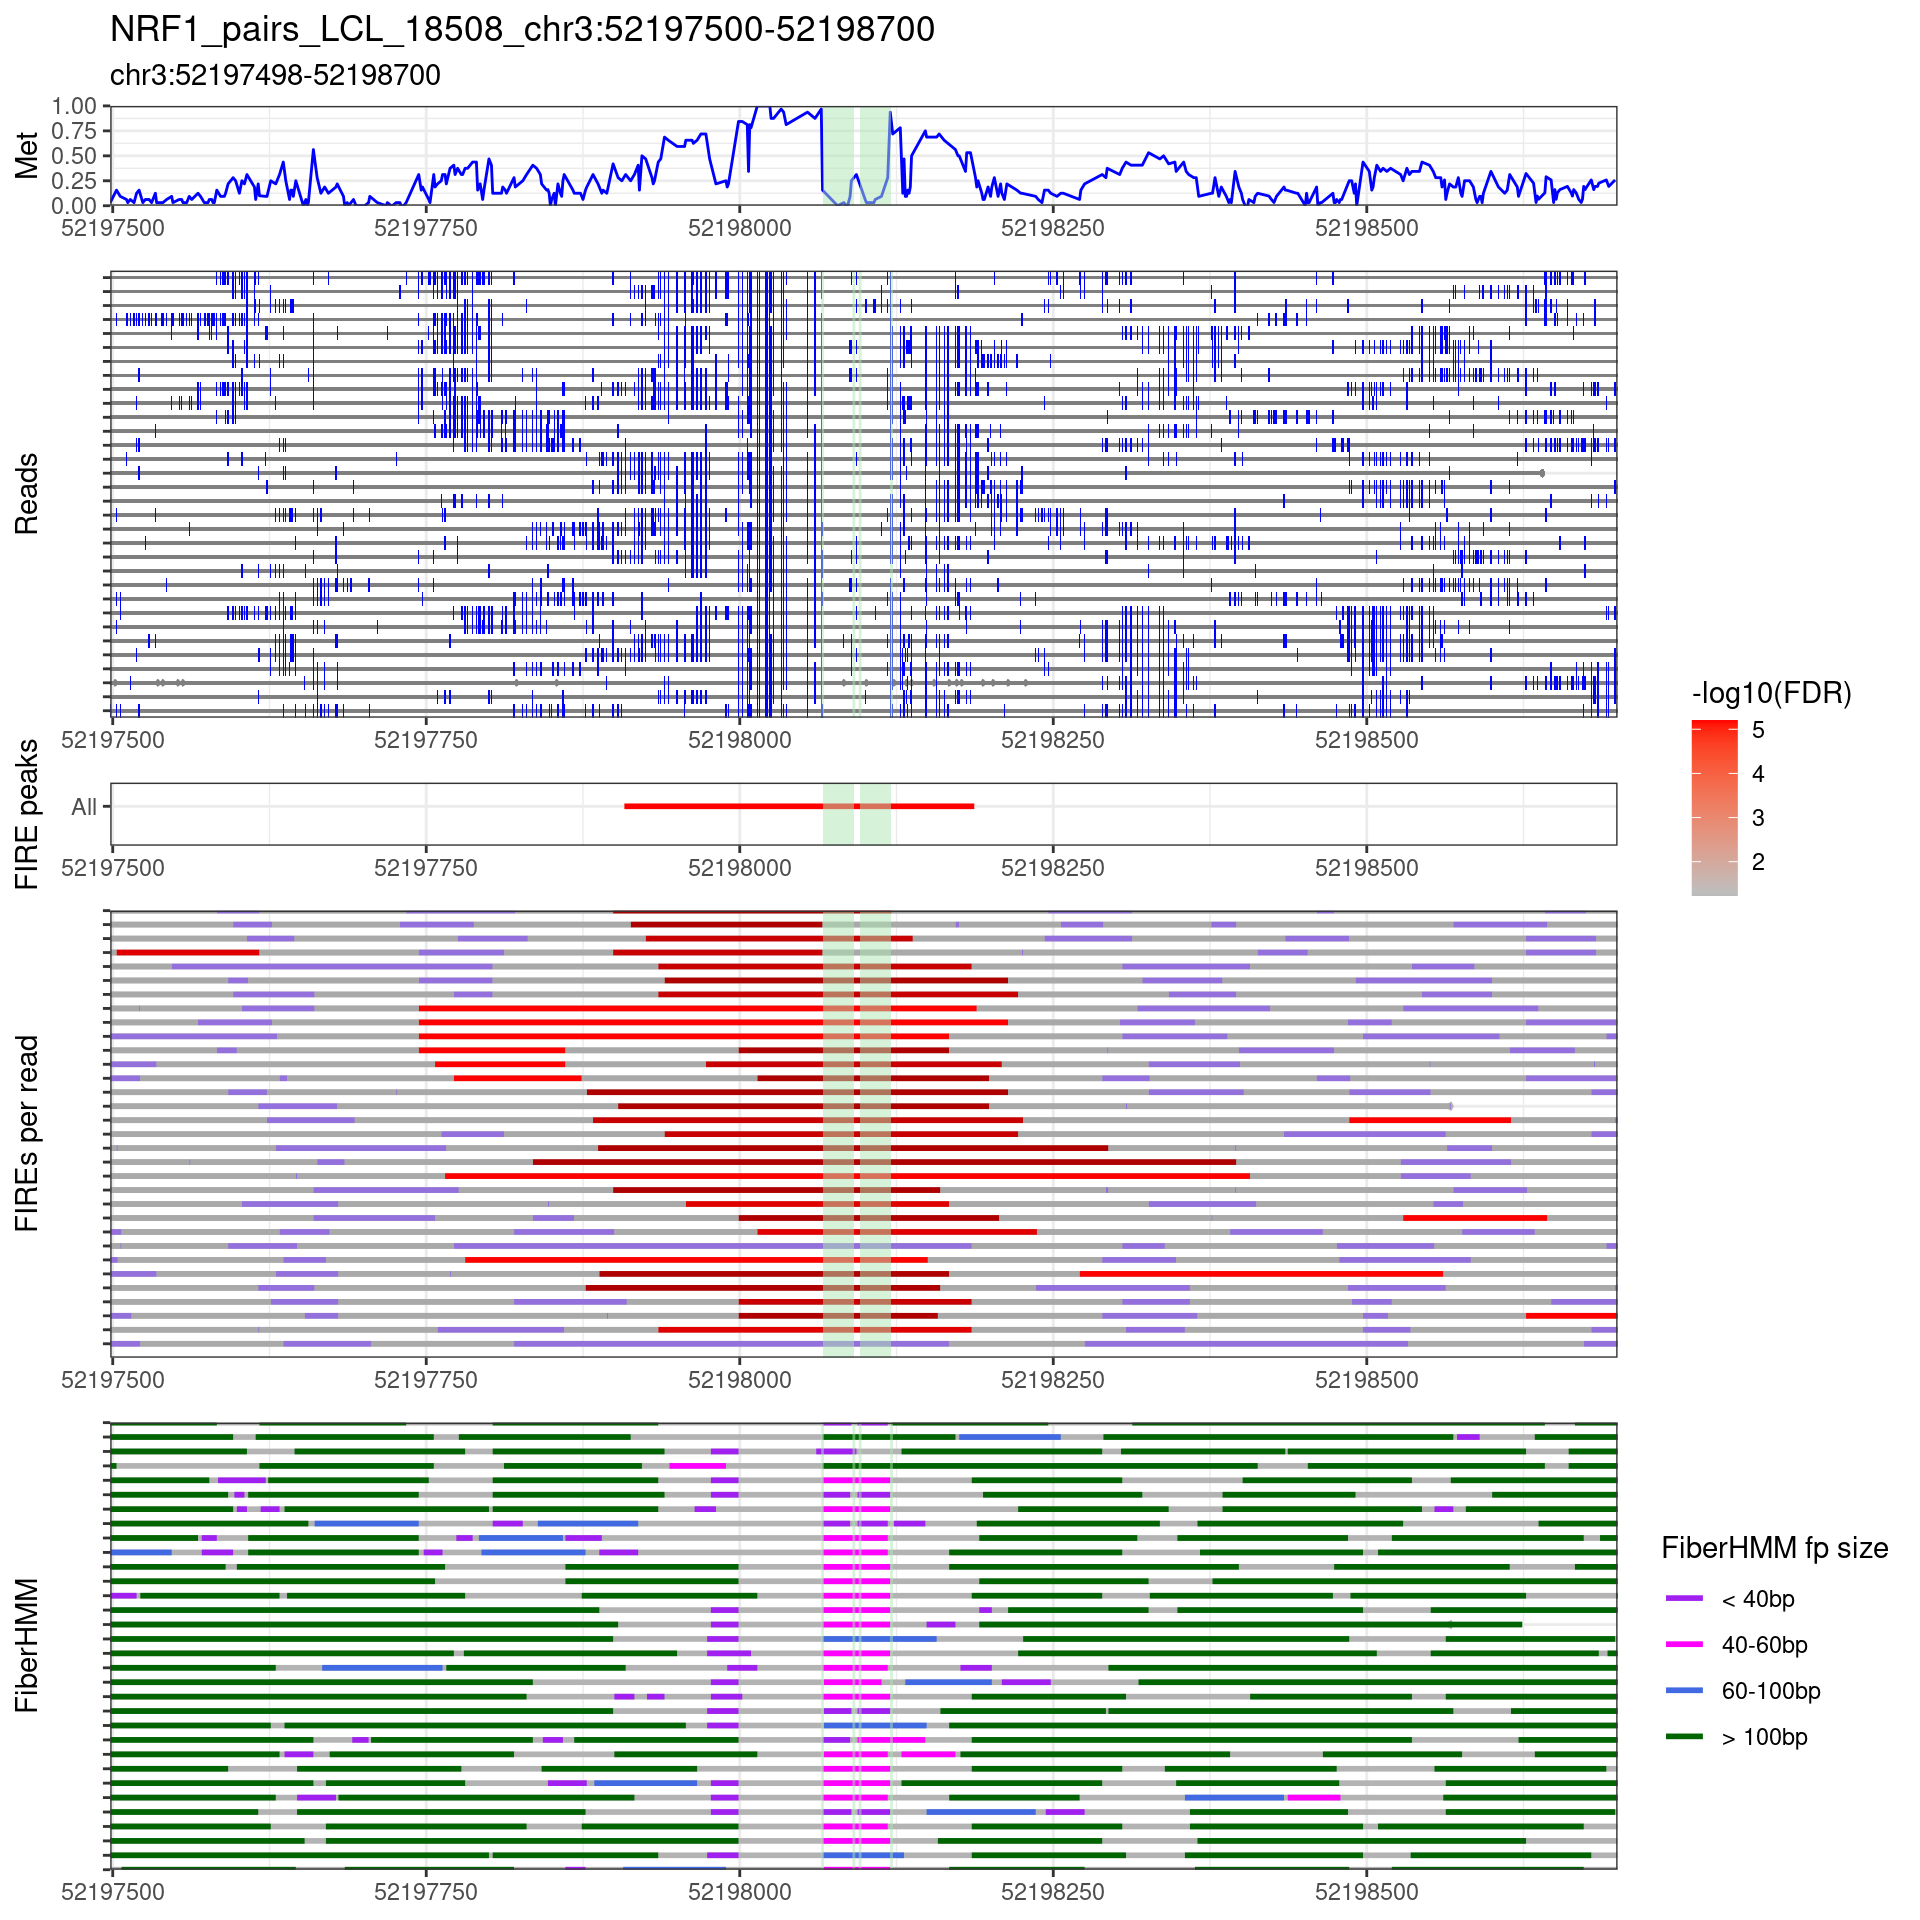 NRF1_pairs_LCL_18508_chr3:52197500-52198700
chr3:52197498-52198700
Met
1.00
0.75
0.50
0.25
0.00
52197500 52197750 52198000 52198250 52198500
Reads
52197500 52197750 52198000 52198250 52198500
FIRE peaks
All
52197500 52197750 52198000 52198250 52198500
-log10(FDR)
5
4
3
2
FIREs per read
52197500 52197750 52198000 52198250 52198500
FiberHMM
52197500 52197750 52198000 52198250 52198500
FiberHMM fp size
< 40bp
40-60bp
60-100bp
> 100bp